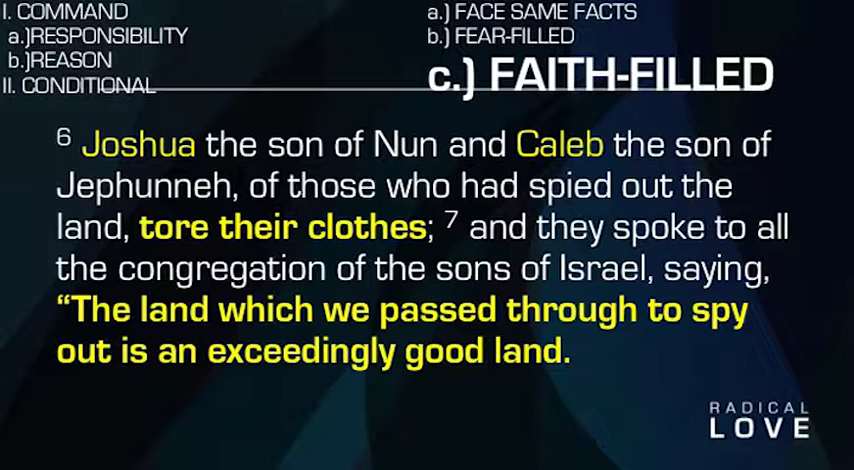 I. COMMAND
a.)RESPONSIBILITY
b.)REASON
II. CONDITIONAL
a.) FACE SAME FACTS
b.) FEAR-FILLED
c.) FAITH-FILLED
6 Joshua the son of Nun and Caleb the son of
Jephunneh, of those who had spied out the
land, tore their clothes; 7 and they spoke to all
the congregation of the sons of Israel, saying,
“The land which we passed through to spy
out is an exceedingly good land.
RADICAL
LOVE